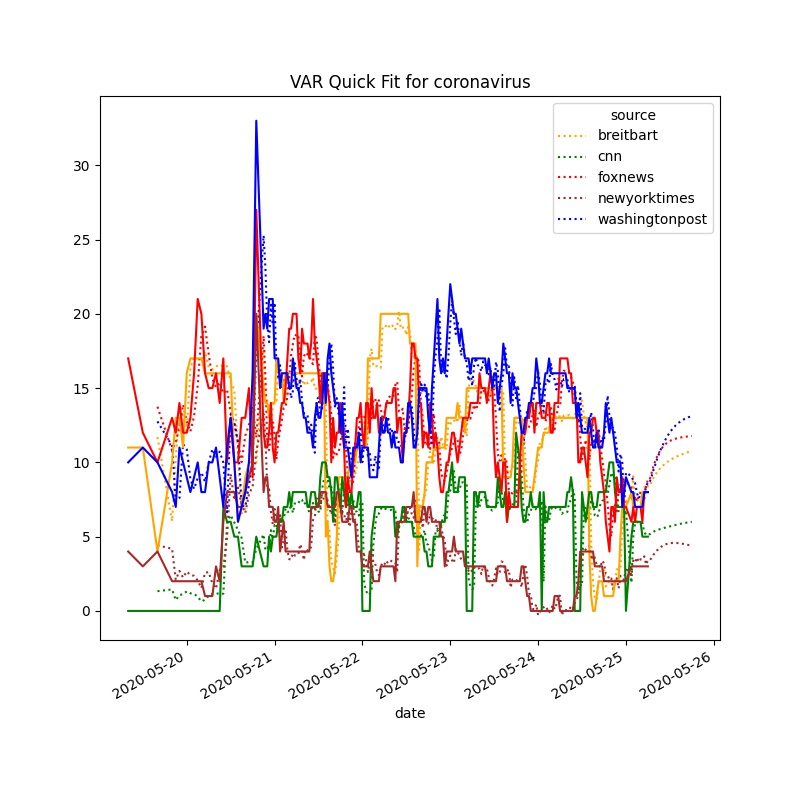 VAR Quick Fit for coronavirus
source
breitbart
cnn
foxnews
newyorktimes
washingtonpost
30
25
20
15
10
5
0
2020-05-20
2020-05-21
2020-05-22
2020-05-23
2020-05-24
2020-05-25
2020-05-26
date